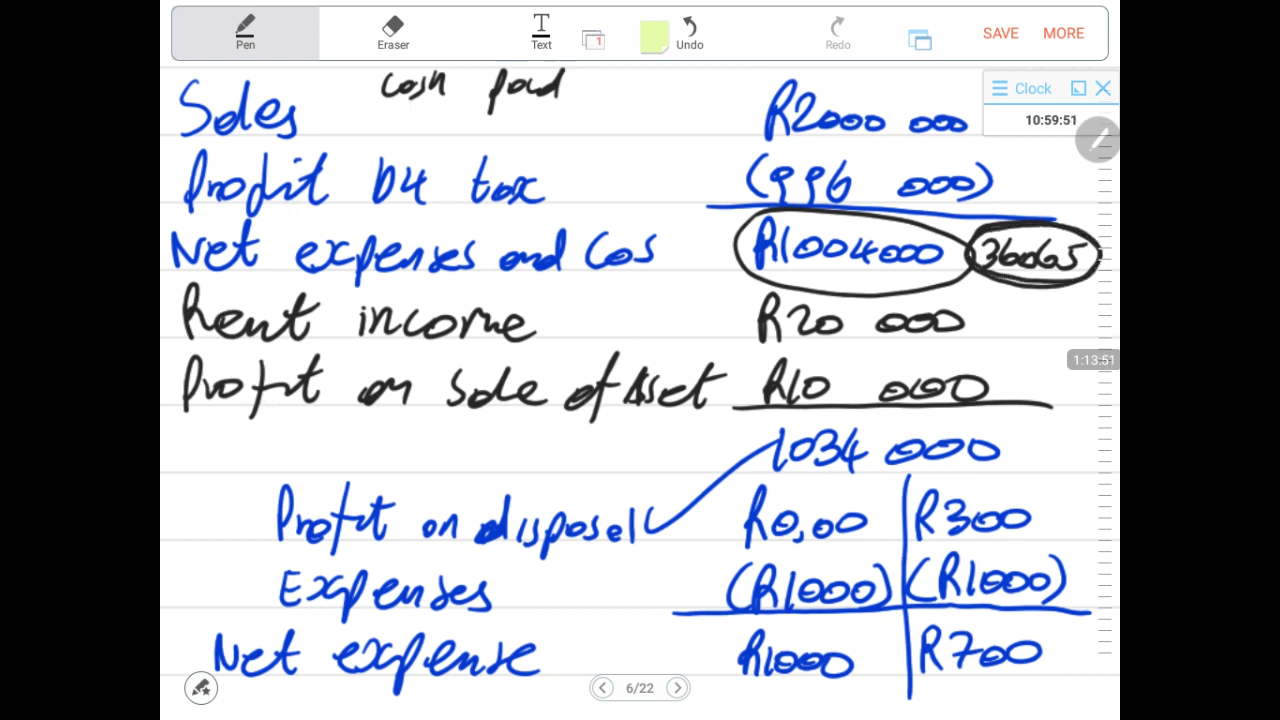 Pen Eraser T Text 1 Undo Redo SAVE MORE
cash paid
Clock
10:59:51
Sales R2000 000
Profit b4 tax (996 000)
Net expenses and Cos R1004000 36065
Rent income R20 000
1:13:51
Profit on Sale of Asset R10 000
1034 000
Profit on disposal R0,00 R300
Expenses (R1000) (R1000)
Net expense R1000 R700
6/22